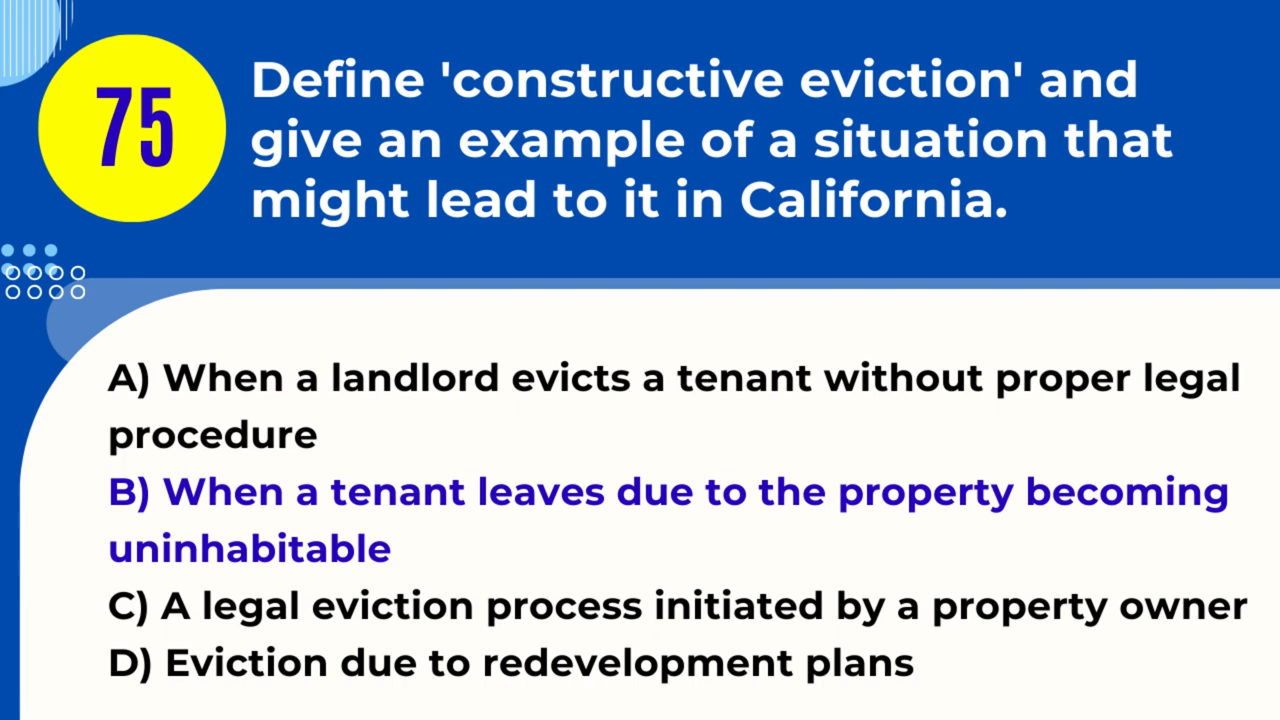 75
Define 'constructive eviction' and
give an example of a situation that
might lead to it in California.
A) When a landlord evicts a tenant without proper legal
procedure
B) When a tenant leaves due to the property becoming
uninhabitable
C) A legal eviction process initiated by a property owner
D) Eviction due to redevelopment plans